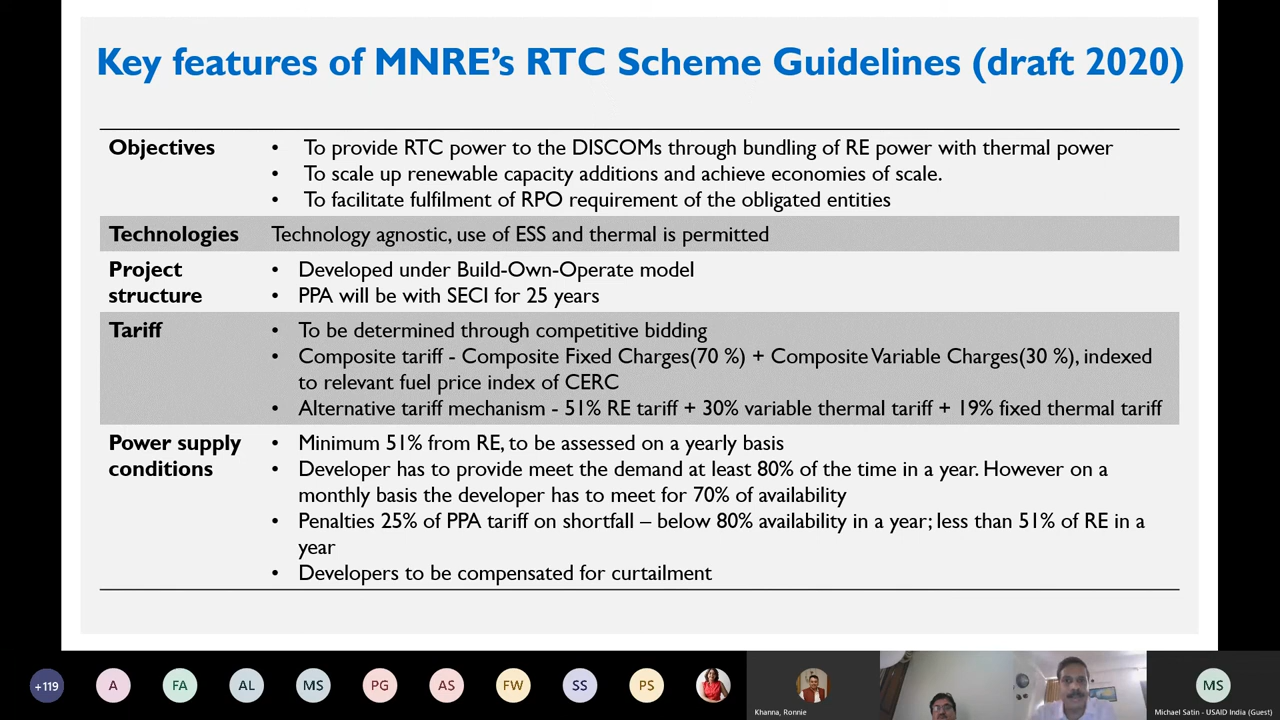 Key features of MNRE's RTC Scheme Guidelines (draft 2020)
Objectives
• To provide RTC power to the DISCOMs through bundling of RE power with thermal power
• To scale up renewable capacity additions and achieve economies of scale.
• To facilitate fulfilment of RPO requirement of the obligated entities
Technologies
Technology agnostic, use of ESS and thermal is permitted
Project
structure
• Developed under Build-Own-Operate model
• PPA will be with SECI for 25 years
Tariff
• To be determined through competitive bidding
• Composite tariff - Composite Fixed Charges(70 %) + Composite Variable Charges(30 %), indexed
to relevant fuel price index of CERC
• Alternative tariff mechanism - 51% RE tariff + 30% variable thermal tariff + 19% fixed thermal tariff
Power supply
conditions
• Minimum 51% from RE, to be assessed on a yearly basis
• Developer has to provide meet the demand at least 80% of the time in a year. However on a
monthly basis the developer has to meet for 70% of availability
• Penalties 25% of PPA tariff on shortfall – below 80% availability in a year; less than 51% of RE in a
year
• Developers to be compensated for curtailment
+119
A
FA
AL
MS
PG
AS
FW
SS
PS
Khanna, Ronnie
MS
Michael Satin - USAID India (Guest)